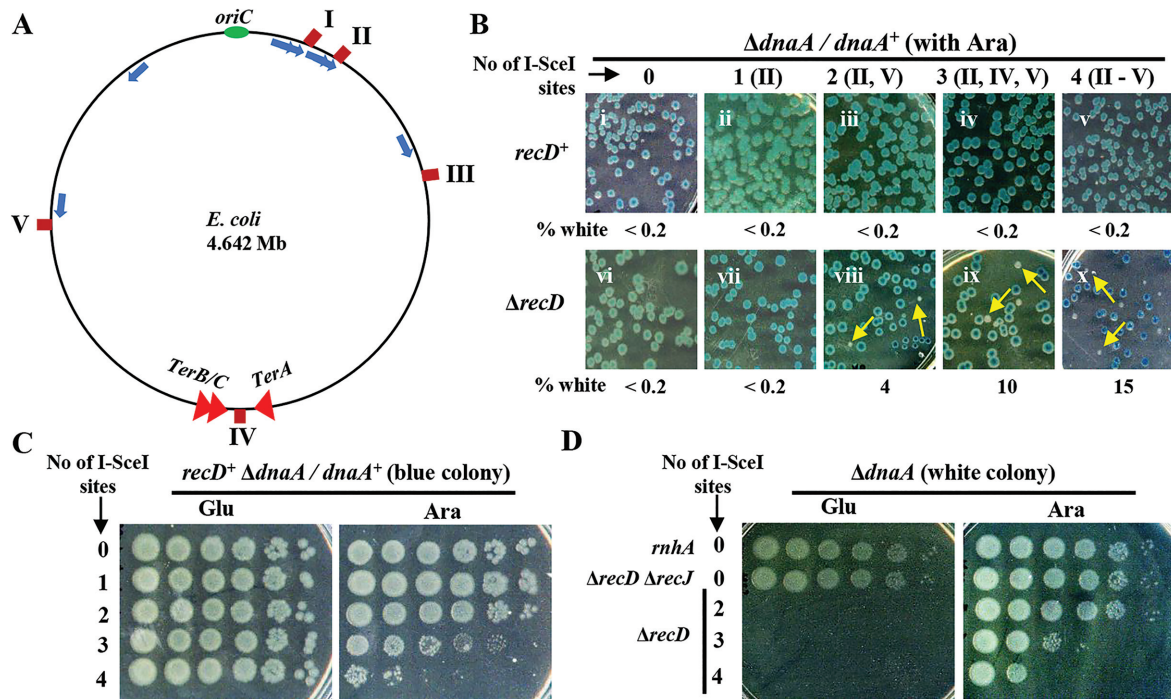 A
oriC
I
II
III
E. coli
4.642 Mb
V
TerB/C
TerA
IV
B
ΔdnaA / dnaA+ (with Ara)
No of I-SceI
sites
0
1 (II)
2 (II, V)
3 (II, IV, V)
4 (II - V)
recD+
i
ii
iii
iv
v
% white
< 0.2
< 0.2
< 0.2
< 0.2
< 0.2
ΔrecD
vi
vii
viii
ix
x
% white
< 0.2
< 0.2
4
10
15
C
No of I-SceI
sites
recD+ ΔdnaA / dnaA+ (blue colony)
Glu
Ara
0
1
2
3
4
D
No of I-SceI
sites
ΔdnaA (white colony)
Glu
Ara
rnhA 0
ΔrecD ΔrecJ 0
2
ΔrecD
3
4